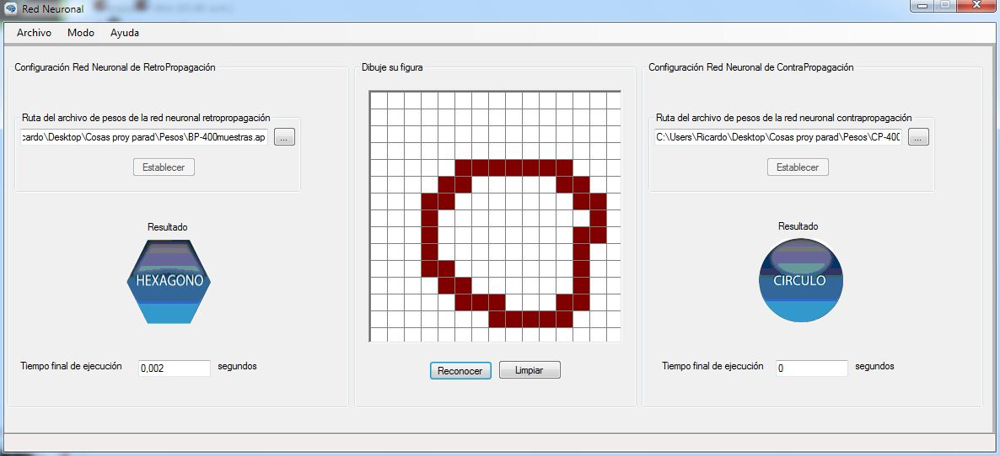 Red Neuronal
Archivo Modo Ayuda
Configuración Red Neuronal de RetroPropagación
Ruta del archivo de pesos de la red neuronal retropropagación
cardo\Desktop\Cosas proy parad\Pesos\BP-400muestras.ap
...
Establecer
Resultado
HEXAGONO
Tiempo final de ejecución 0,002 segundos
Dibuje su figura
Reconocer Limpiar
Configuración Red Neuronal de ContraPropagación
Ruta del archivo de pesos de la red neuronal contrapropagación
C:\Users\Ricardo\Desktop\Cosas proy parad\Pesos\CP-400
...
Establecer
Resultado
CIRCULO
Tiempo final de ejecución 0 segundos